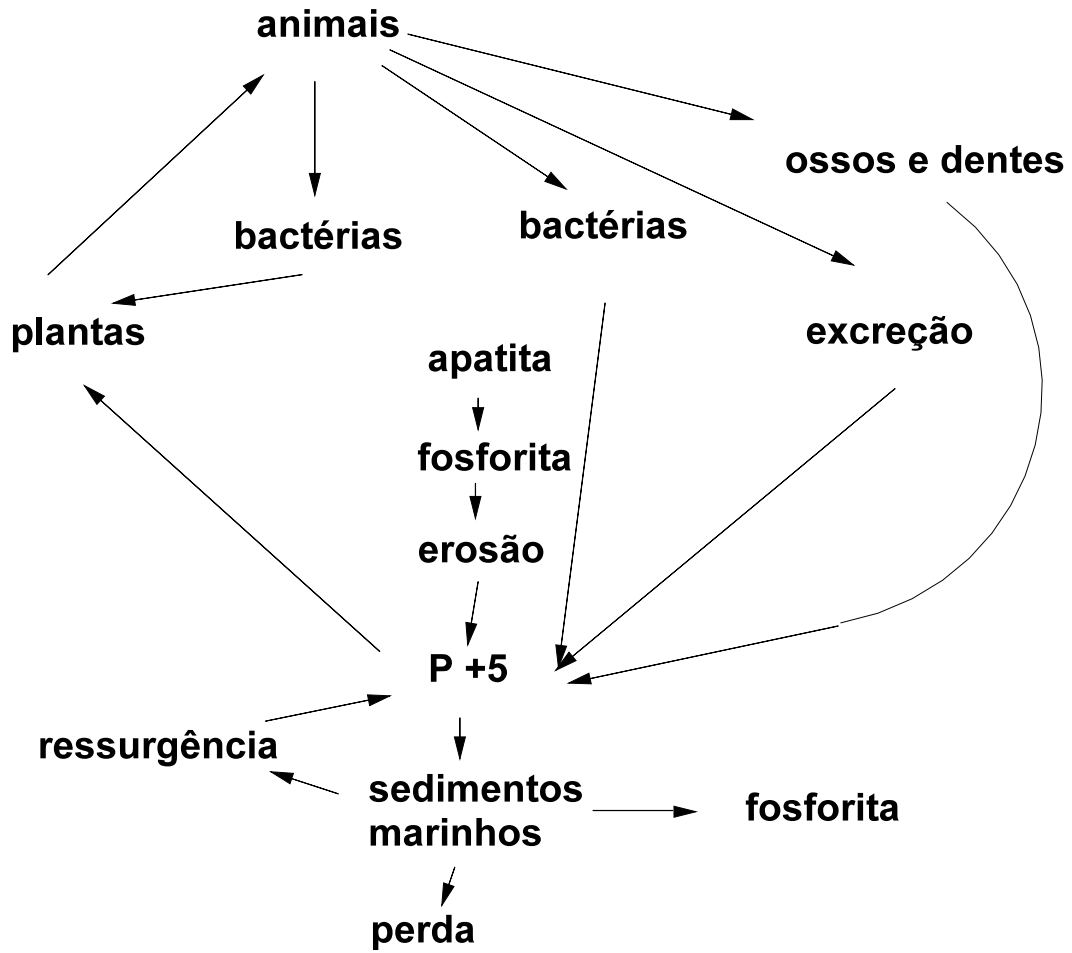 animais
ossos e dentes
bactérias
bactérias
plantas
excreção
apatita
fosforita
erosão
P +5
ressurgência
sedimentos
marinhos
fosforita
perda